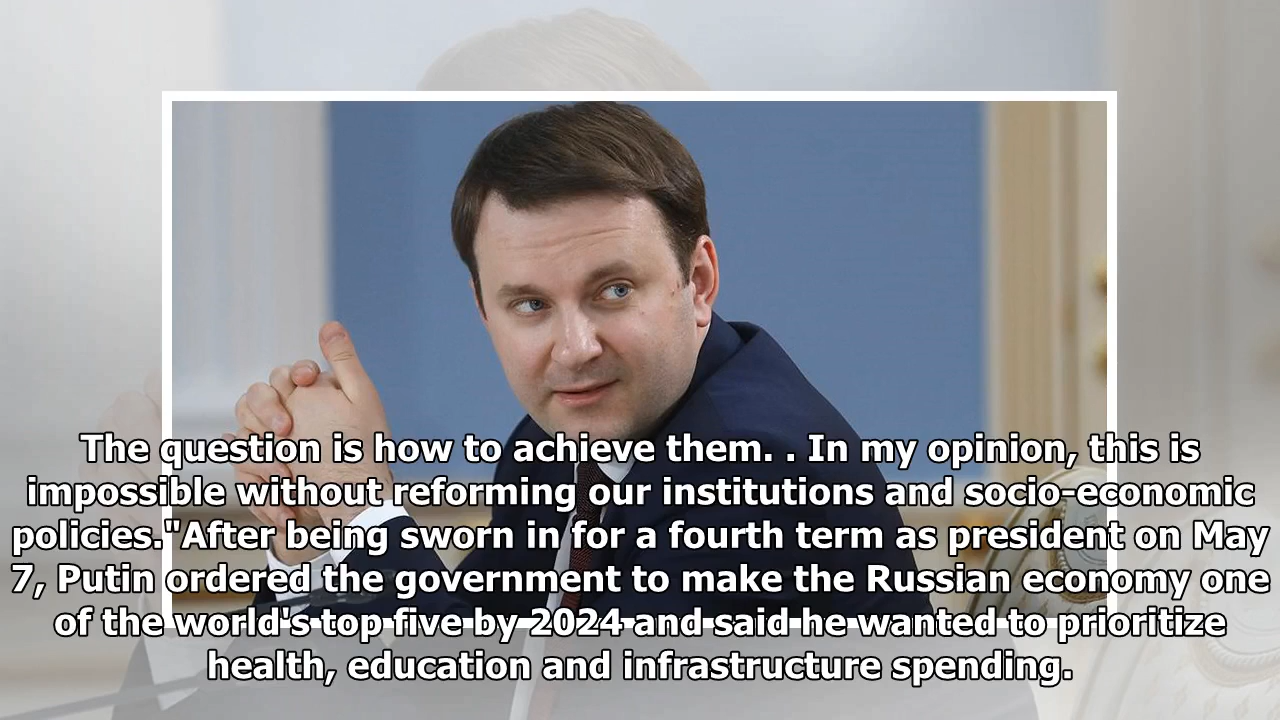 The question is how to achieve them. . In my opinion, this is
impossible without reforming our institutions and socio-economic
policies."After being sworn in for a fourth term as president on May
7, Putin ordered the government to make the Russian economy one
of the world's top five by 2024 and said he wanted to prioritize
health, education and infrastructure spending.